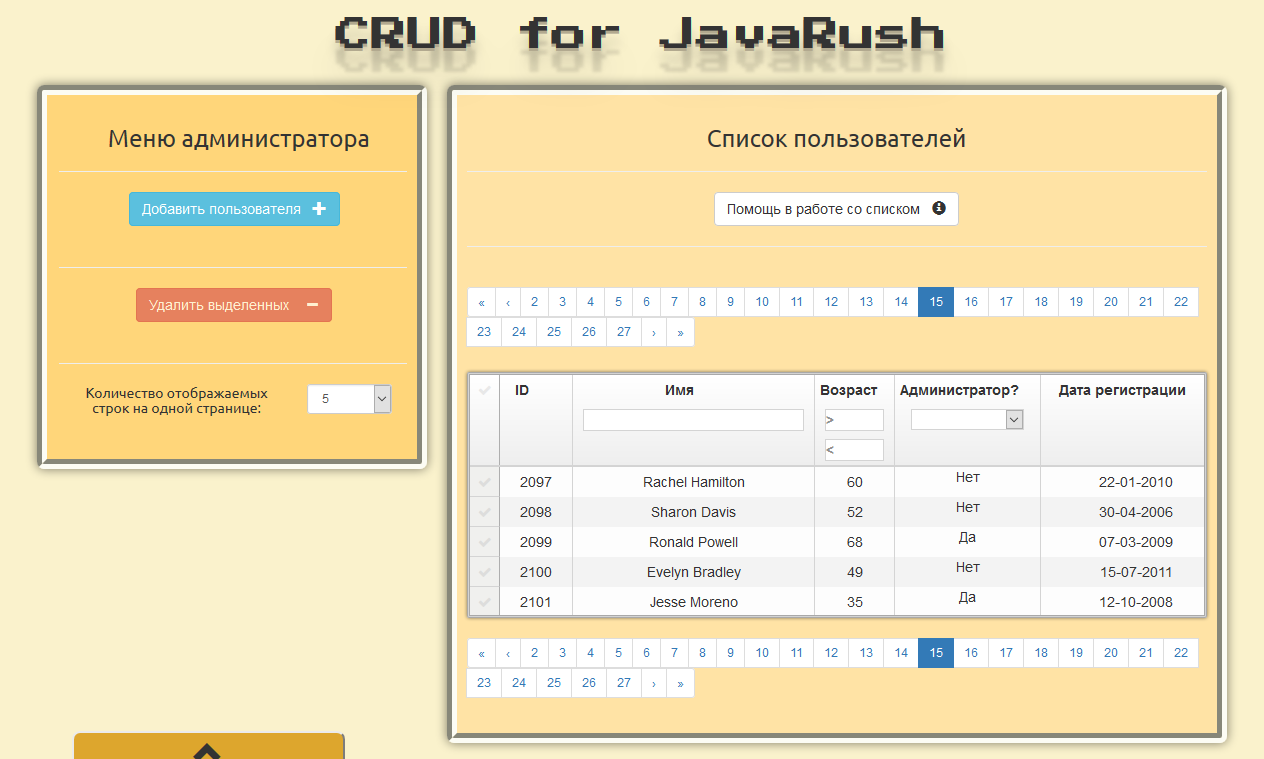 CRUD for JavaRush
Меню администратора
Добавить пользователя
Удалить выделенных
Количество отображаемых
строк на одной странице:
5
Список пользователей
Помощь в работе со списком
« ‹ 2 3 4 5 6 7 8 9 10 11 12 13 14 15 16 17 18 19 20 21 22
23 24 25 26 27 › »
ID Имя Возраст Администратор? Дата регистрации
>
<
2097 Rachel Hamilton 60 Нет 22-01-2010
2098 Sharon Davis 52 Нет 30-04-2006
2099 Ronald Powell 68 Да 07-03-2009
2100 Evelyn Bradley 49 Нет 15-07-2011
2101 Jesse Moreno 35 Да 12-10-2008
« ‹ 2 3 4 5 6 7 8 9 10 11 12 13 14 15 16 17 18 19 20 21 22
23 24 25 26 27 › »